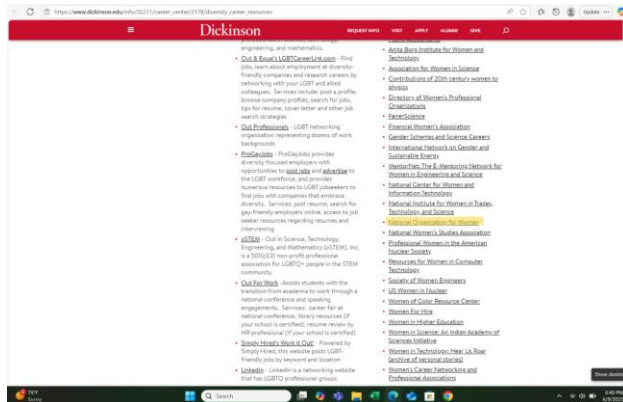 https://www.dickinson.edu/info/20211/career_center/2178/diversity_career_resources
Update
Dickinson
REQUEST INFO VISIT APPLY ALUMNI GIVE
engineering, and mathematics.
Out & Equal's LGBTCareerLink.com - Find
jobs, learn about employment at diversity-
friendly companies and research careers by
networking with your LGBT and allied
colleagues. Services include: post a profile,
browse company profiles, search for jobs,
tips for resume, cover letter and other job
search strategies
Out Professionals - LGBT networking
organization representing dozens of work
backgrounds
ProGayJobs - ProGayJobs provides
diversity-focused employers with
opportunities to post jobs and advertise to
the LGBT workforce, and provides
numerous resources to LGBT jobseekers to
find jobs with companies that embrace
diversity. Services: post resume, search for
gay-friendly employers online, access to job
seeker resources regarding resumes and
interviewing
oSTEM - Out in Science, Technology,
Engineering, and Mathematics (oSTEM), Inc.
is a 501(c)(3) non-profit professional
association for LGBTQ+ people in the STEM
community.
Out For Work - Assists students with the
transition from academia to work through a
national conference and speaking
engagements. Services: career fair at
national conference, library resources (if
your school is certified), resume review by
HR professional (if your school is certified)
Simply Hired's Work It Out! - Powered by
Simply Hired, this website posts LGBT-
friendly jobs by keyword and location
LinkedIn - LinkedIn is a networking website
that has LGBTQ professional groups
Anita Borg Institute for Women and
Technology
Association for Women in Science
Contributions of 20th century women to
physics
Directory of Women's Professional
Organizations
FairerScience
Financial Women's Association
Gender Schemas and Science Careers
International Network on Gender and
Sustainable Energy
MentorNet: The E-Mentoring Network for
Women in Engineering and Science
National Center for Women and
Information Technology
National Institute for Women in Trades,
Technology, and Science
National Organization for Women
National Women's Studies Association
Professional Women in the American
Nuclear Society
Resources for Women in Computer
Technology
Society of Women Engineers
US Women in Nuclear
Women of Color Resource Center
Women For Hire
Women in Higher Education
Women in Science: An Indian Academy of
Sciences Initiative
Women in Technology: Hear Us Roar
(archive of personal stories)
Women's Career Networking and
Professional Associations
Show desktop
Sunny
Search
6:40 PM